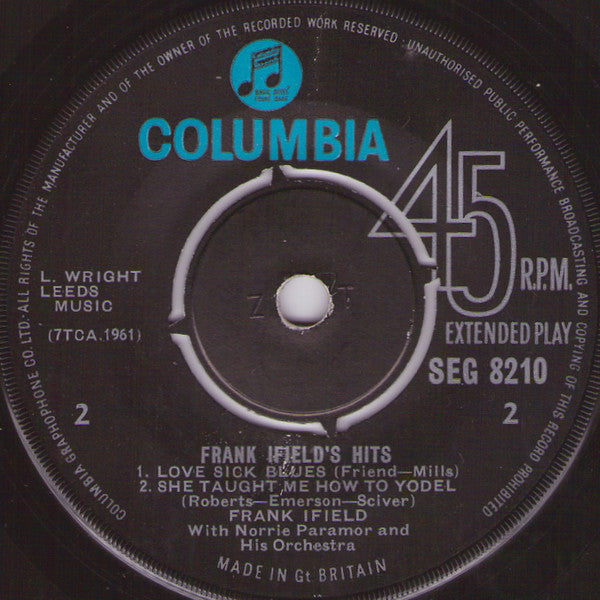 ALL RIGHTS OF THE MANUFACTURER AND OF THE OWNER OF THE RECORDED WORK RESERVED · UNAUTHORISED PUBLIC PERFORMANCE BROADCASTING AND COPYING OF THIS RECORD PROHIBITED
COLUMBIA GRAPHOPHONE CO. LTD.
COLUMBIA
45
R.P.M.
EXTENDED PLAY
SEG 8210
L. WRIGHT
LEEDS
MUSIC
(7TCA.1961)
2
2
FRANK IFIELD'S HITS
1. LOVE SICK BLUES (Friend—Mills)
2. SHE TAUGHT ME HOW TO YODEL
(Roberts—Emerson—Sciver)
FRANK IFIELD
With Norrie Paramor and
His Orchestra
MADE IN Gt BRITAIN